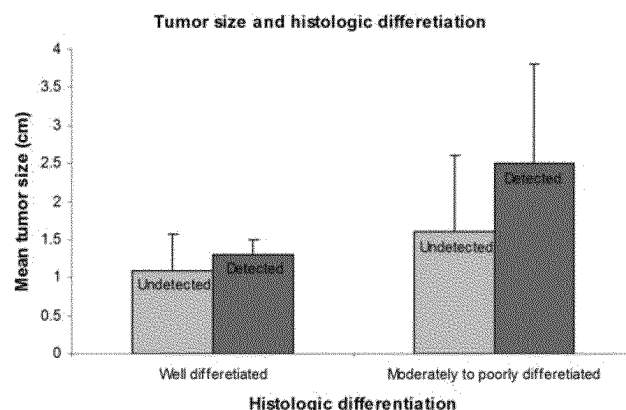 Tumor size and histologic differetiation
Mean tumor size (cm)
4
3.5
3
2.5
2
1.5
1
0.5
0
Undetected
Detected
Undetected
Detected
Well differetiated
Moderately to poorly differetiated
Histologic differentiation